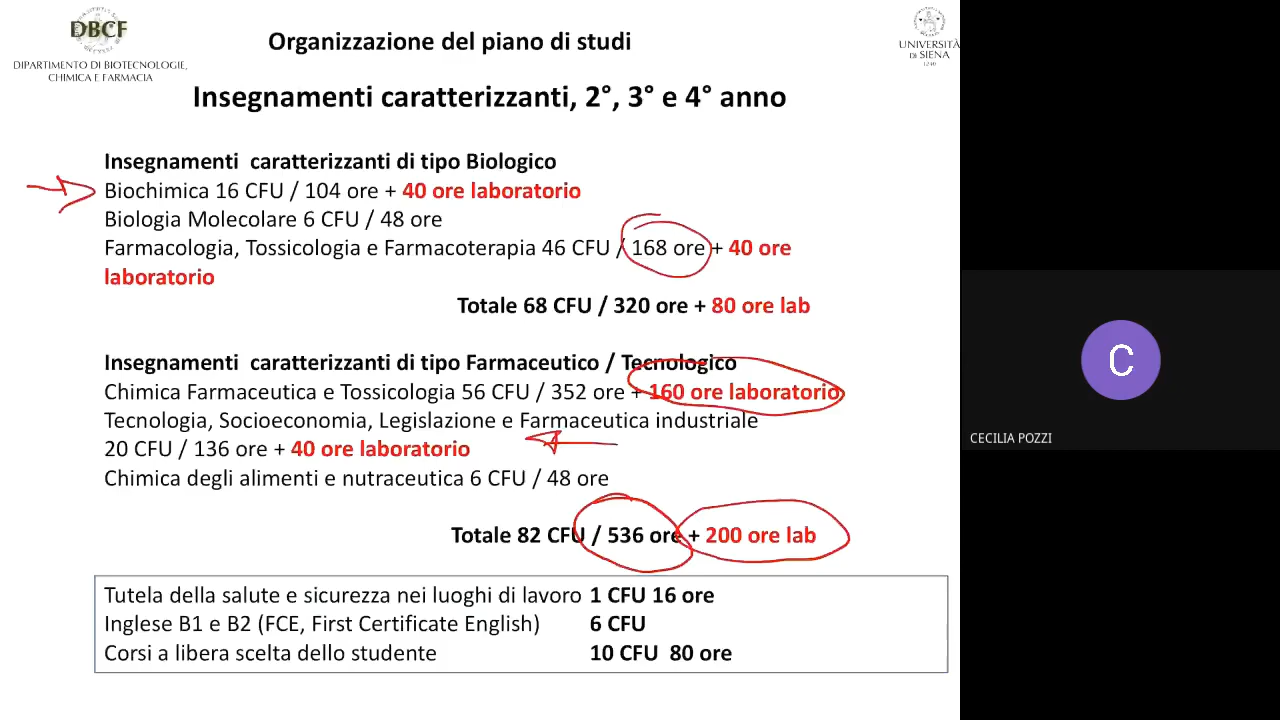 DBCF
DIPARTIMENTO DI BIOTECNOLOGIE,
CHIMICA E FARMACIA
Organizzazione del piano di studi
UNIVERSITÀ
DI SIENA
1240
Insegnamenti caratterizzanti, 2°, 3° e 4° anno
Insegnamenti caratterizzanti di tipo Biologico
Biochimica 16 CFU / 104 ore + 40 ore laboratorio
Biologia Molecolare 6 CFU / 48 ore
Farmacologia, Tossicologia e Farmacoterapia 46 CFU / 168 ore + 40 ore
laboratorio
Totale 68 CFU / 320 ore + 80 ore lab
Insegnamenti caratterizzanti di tipo Farmaceutico / Tecnologico
Chimica Farmaceutica e Tossicologia 56 CFU / 352 ore + 160 ore laboratorio
Tecnologia, Socioeconomia, Legislazione e Farmaceutica industriale
20 CFU / 136 ore + 40 ore laboratorio
Chimica degli alimenti e nutraceutica 6 CFU / 48 ore
Totale 82 CFU / 536 ore + 200 ore lab
Tutela della salute e sicurezza nei luoghi di lavoro 1 CFU 16 ore
Inglese B1 e B2 (FCE, First Certificate English) 6 CFU
Corsi a libera scelta dello studente 10 CFU 80 ore
C
CECILIA POZZI